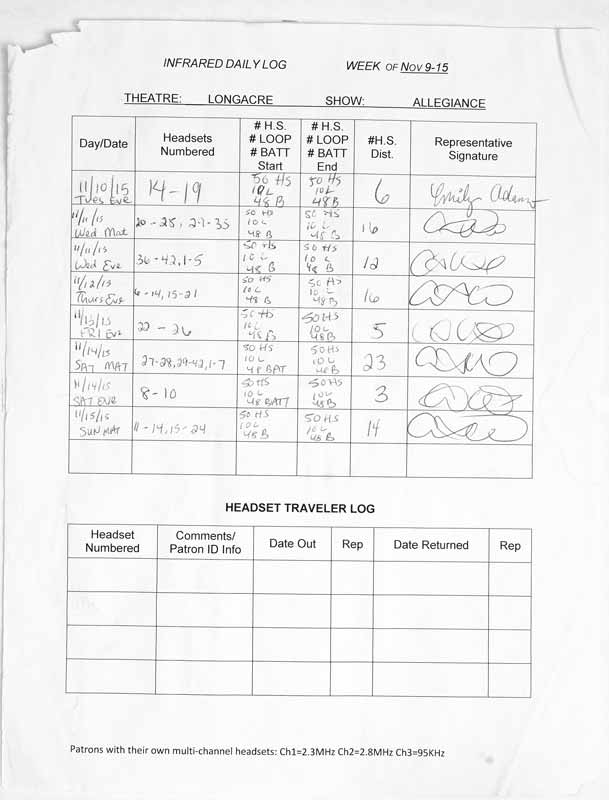 INFRARED DAILY LOG WEEK OF NOV 9-15
THEATRE: LONGACRE SHOW: ALLEGIANCE
Day/Date
Headsets Numbered
# H.S. # LOOP # BATT Start
# H.S. # LOOP # BATT End
#H.S. Dist.
Representative Signature
11/10/15 Tues Eve
14-19
50 HS 10 L 48 B
50 HS 10 L 48 B
6
Emily Adams
11/11/15 Wed Mat
20-28, 29-35
50 HS 10 L 48 B
50 HS 10 L 48 B
16
11/11/15 Wed Eve
36-42, 1-5
50 HS 10 L 48 B
50 HS 10 L 48 B
12
11/12/15 Thurs Eve
6-14, 15-21
50 HS 10 L 48 B
50 HS 10 L 48 B
16
11/13/15 FRI Eve
22-26
50 HS 10 L 48 B
50 HS 10 L 48 B
5
11/14/15 SAT MAT
27-28, 29-42, 1-7
50 HS 10 L 48 BAT
50 HS 10 L 48 B
23
11/14/15 SAT EVE
8-10
50 HS 10 L 48 BATT
50 HS 10 L 48 B
3
11/15/15 SUN MAT
11-14, 15-24
50 HS 10 L 48 B
50 HS 10 L 48 B
14
HEADSET TRAVELER LOG
Headset Numbered
Comments/ Patron ID Info
Date Out
Rep
Date Returned
Rep
Patrons with their own multi-channel headsets: Ch1=2.3MHz Ch2=2.8MHz Ch3=95KHz